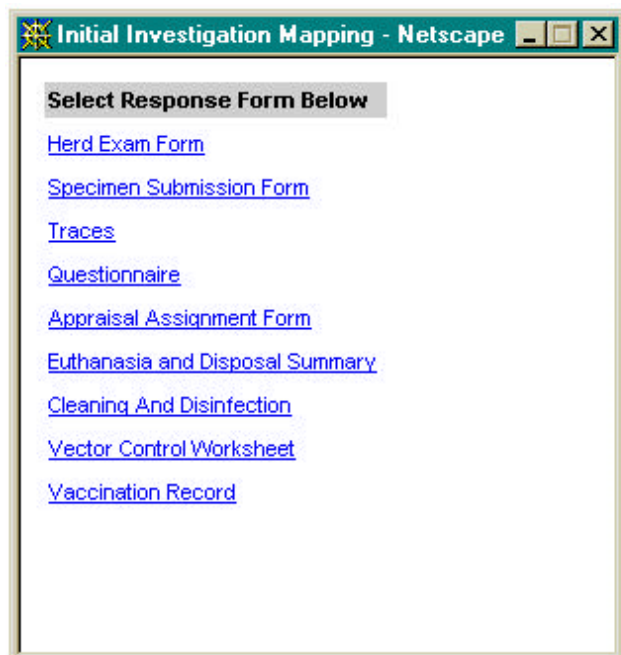 Initial Investigation Mapping - Netscape
Select Response Form Below
Herd Exam Form
Specimen Submission Form
Traces
Questionnaire
Appraisal Assignment Form
Euthanasia and Disposal Summary
Cleaning And Disinfection
Vector Control Worksheet
Vaccination Record